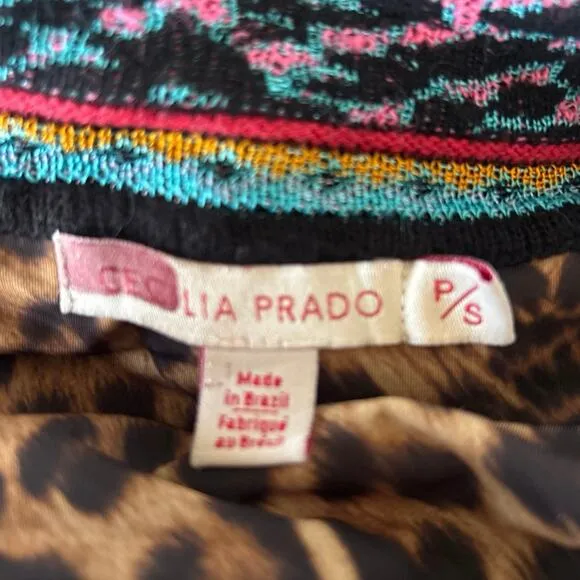 CECILIA PRADO
P/S
Made
in Brazil
Fabriqué
au Brésil